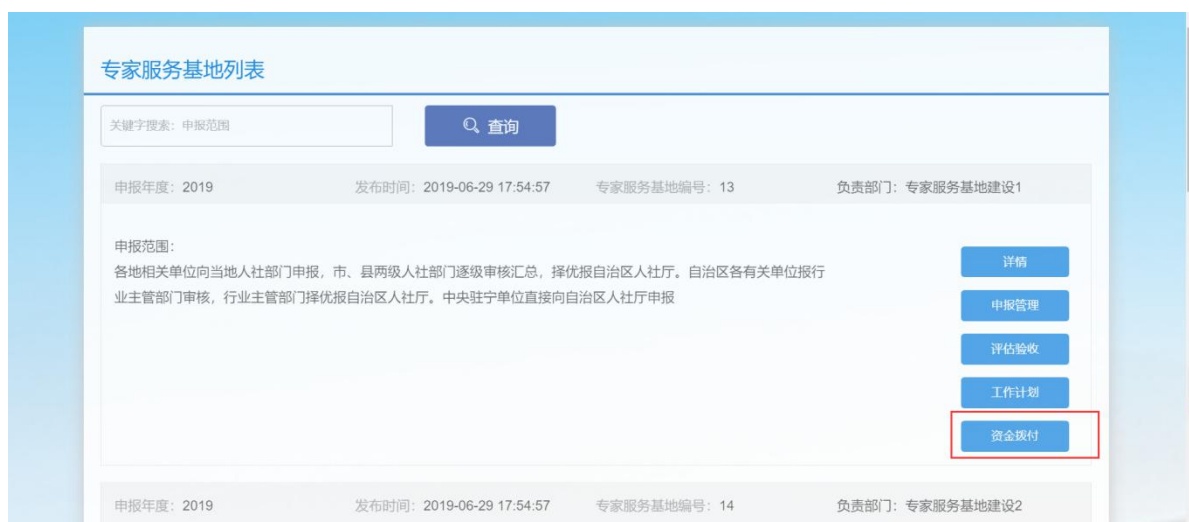 专家服务基地列表
关键字搜索：申报范围
查询
申报年度：2019 发布时间：2019-06-29 17:54:57 专家服务基地编号：13 负责部门：专家服务基地建设1
申报范围：
各地相关单位向当地人社部门申报，市、县两级人社部门逐级审核汇总，择优报自治区人社厅。自治区各有关单位报行
业主管部门审核，行业主管部门择优报自治区人社厅。中央驻宁单位直接向自治区人社厅申报
详情
申报管理
评估验收
工作计划
资金拨付
申报年度：2019 发布时间：2019-06-29 17:54:57 专家服务基地编号：14 负责部门：专家服务基地建设2